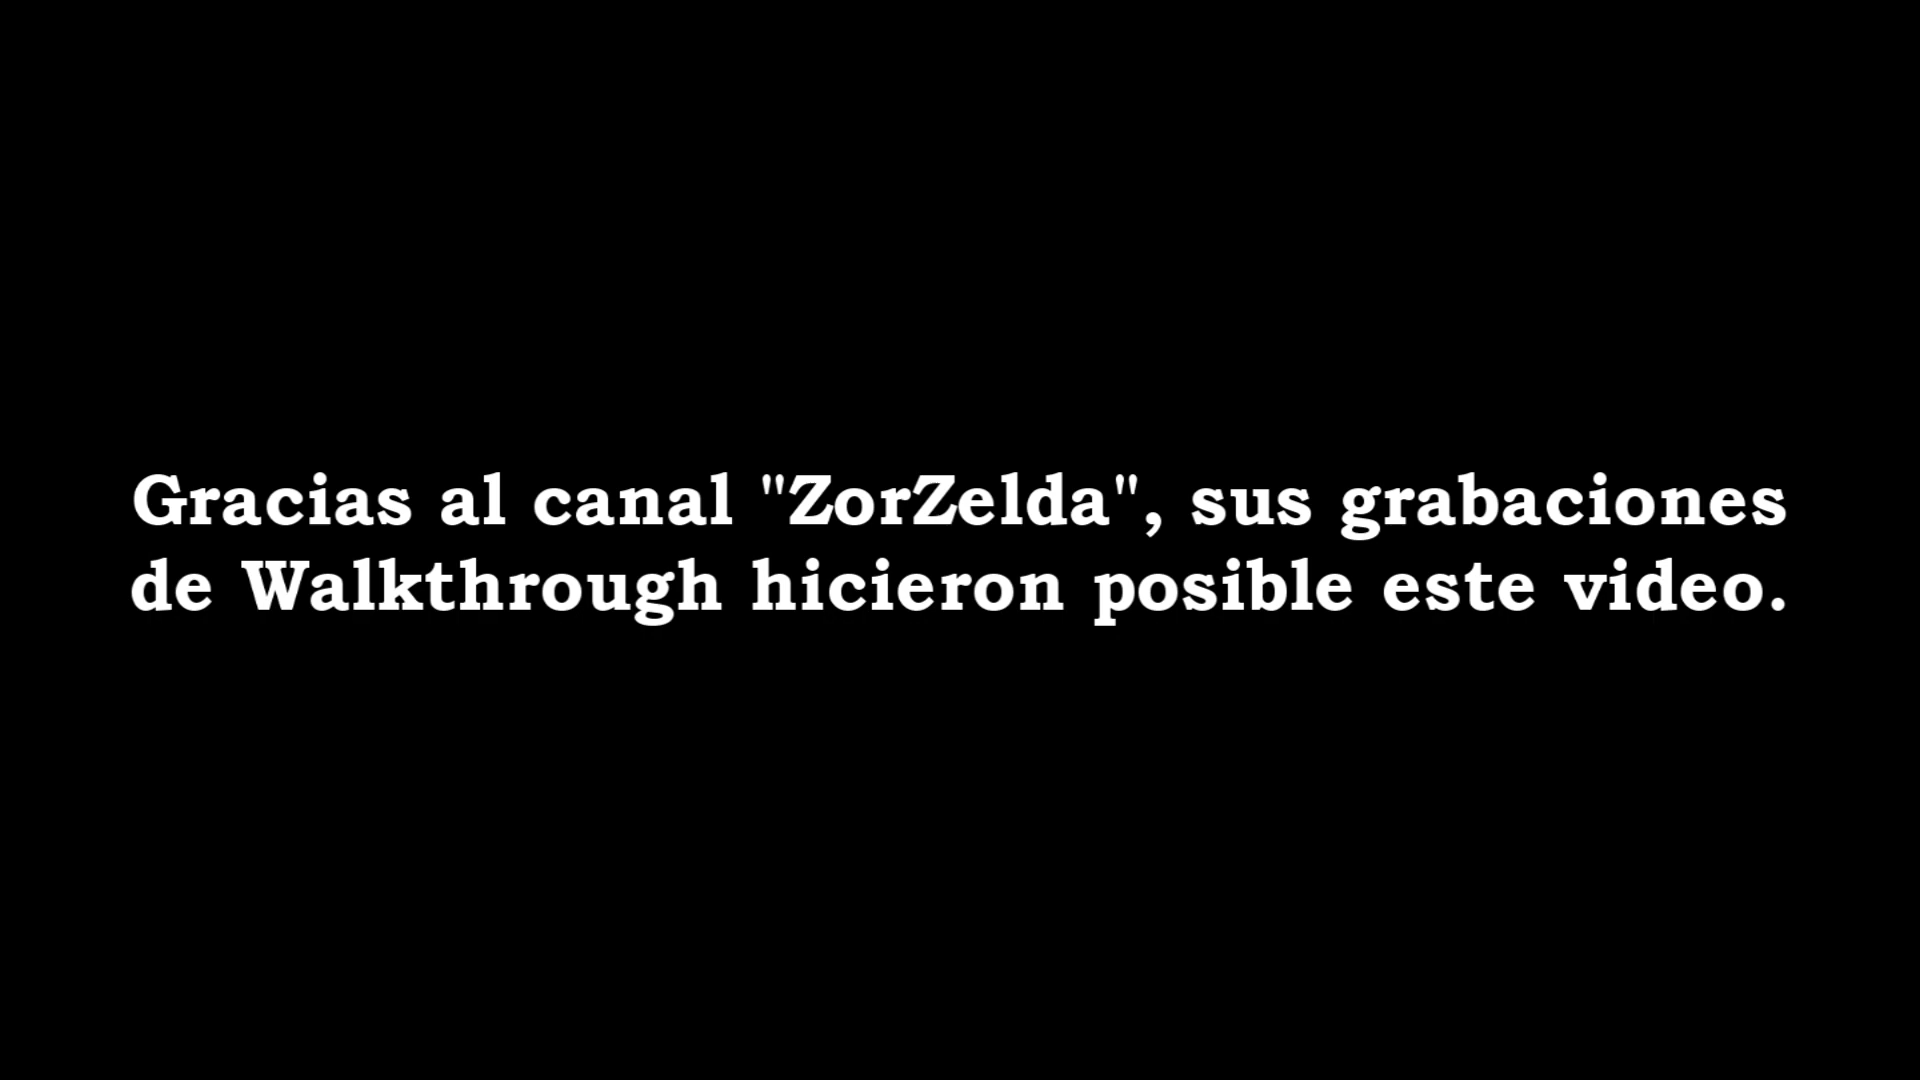 Gracias al canal "ZorZelda", sus grabaciones
de Walkthrough hicieron posible este video.